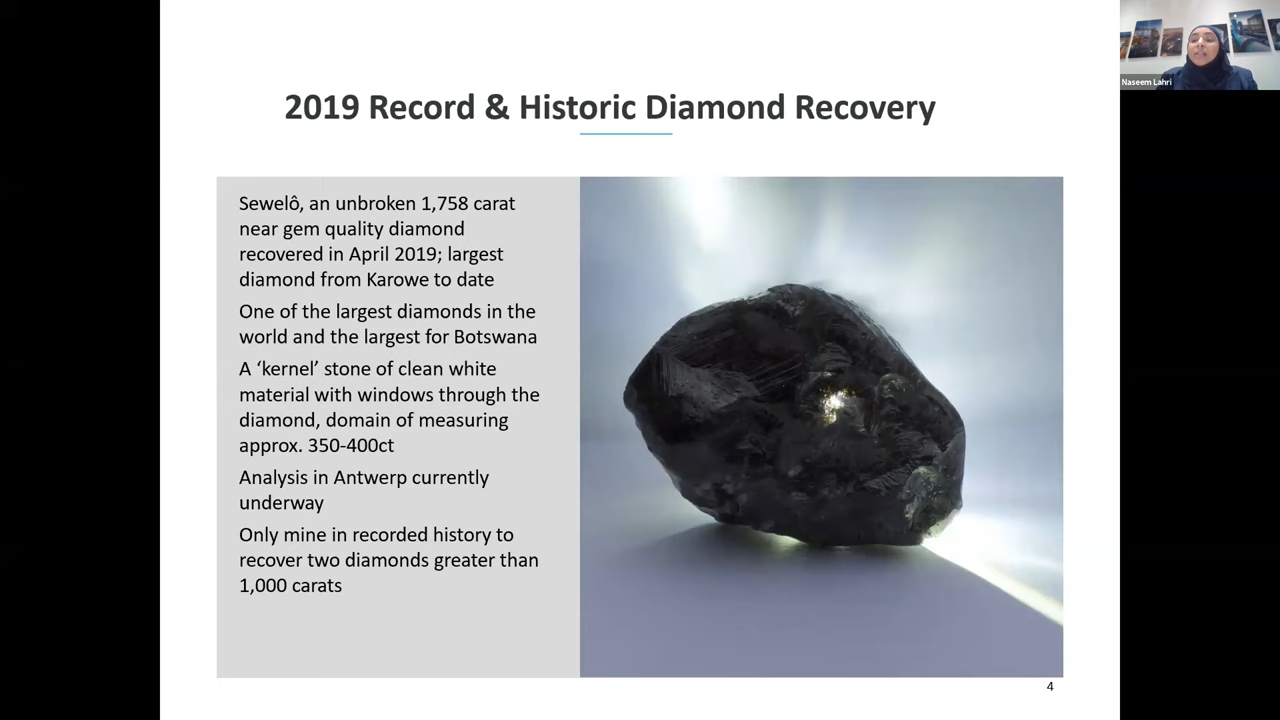 2019 Record & Historic Diamond Recovery
Sewelô, an unbroken 1,758 carat
near gem quality diamond
recovered in April 2019; largest
diamond from Karowe to date
One of the largest diamonds in the
world and the largest for Botswana
A ‘kernel’ stone of clean white
material with windows through the
diamond, domain of measuring
approx. 350-400ct
Analysis in Antwerp currently
underway
Only mine in recorded history to
recover two diamonds greater than
1,000 carats
4
Naseem Lahri